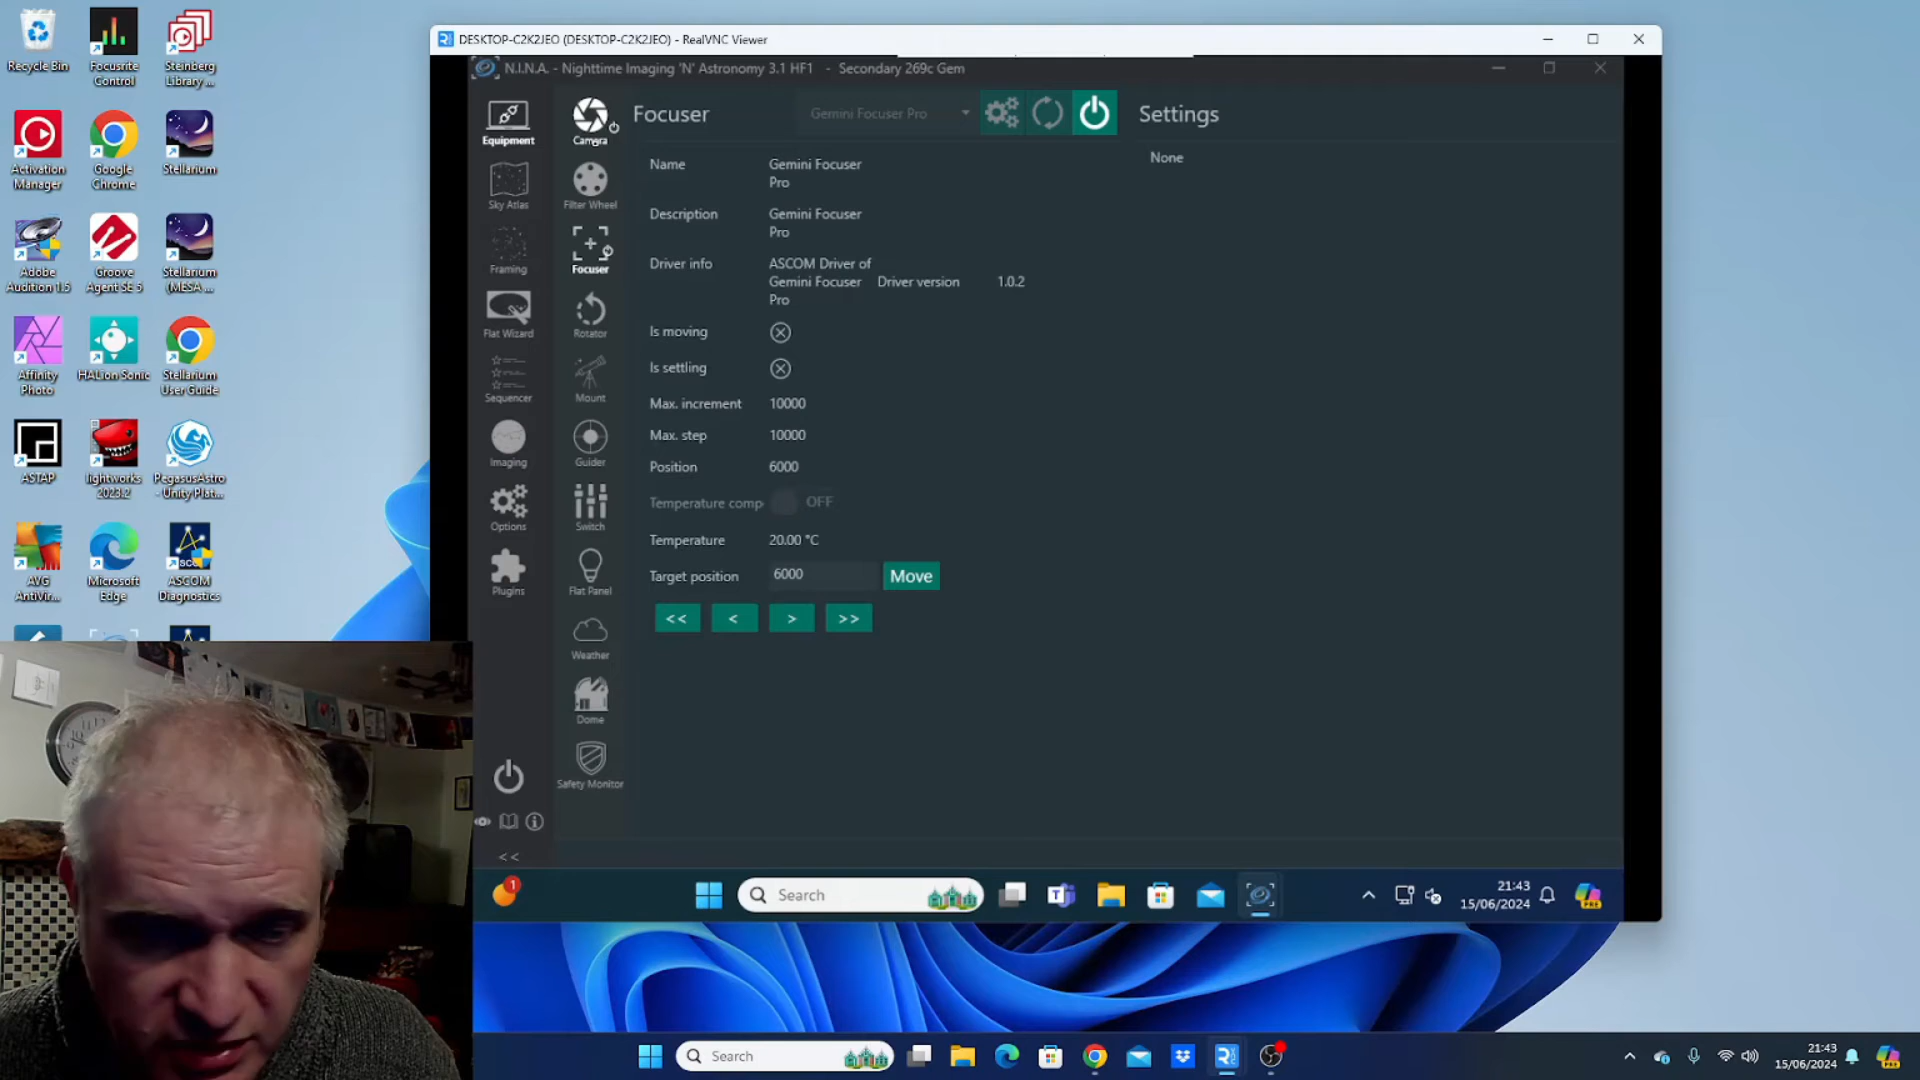 DESKTOP-C2K2JEO (DESKTOP-C2K2JEO) - RealVNC Viewer
N.I.N.A. - Nighttime Imaging 'N' Astronomy 3.1 HF1 - Secondary 269c Gem
Recycle Bin
Focusrite Control
Steinberg Library ...
Activation Manager
Google Chrome
Stellarium
Adobe Audition 1.5
Groove Agent SE 5
Stellarium (MESA ...
Affinity Photo
HALion Sonic
Stellarium User Guide
ASTAP
lightworks 2023.2
PegasusAstro - Unity Plat...
AVG AntiVir...
Microsoft Edge
ASCOM Diagnostics
Equipment
Sky Atlas
Framing
Flat Wizard
Sequencer
Imaging
Options
Plugins
<<
Camera
Filter Wheel
Focuser
Rotator
Mount
Guider
Switch
Flat Panel
Weather
Dome
Safety Monitor
Focuser
Gemini Focuser Pro
Settings
None
Name
Gemini Focuser
Pro
Description
Gemini Focuser
Pro
Driver info
ASCOM Driver of
Gemini Focuser
Pro
Driver version 1.0.2
Is moving
Is settling
Max. increment 10000
Max. step 10000
Position 6000
Temperature comp OFF
Temperature 20.00 °C
Target position 6000 Move
<< < > >>
1
Search
PRE
21:43
15/06/2024
Search
21:43
15/06/2024
PRE